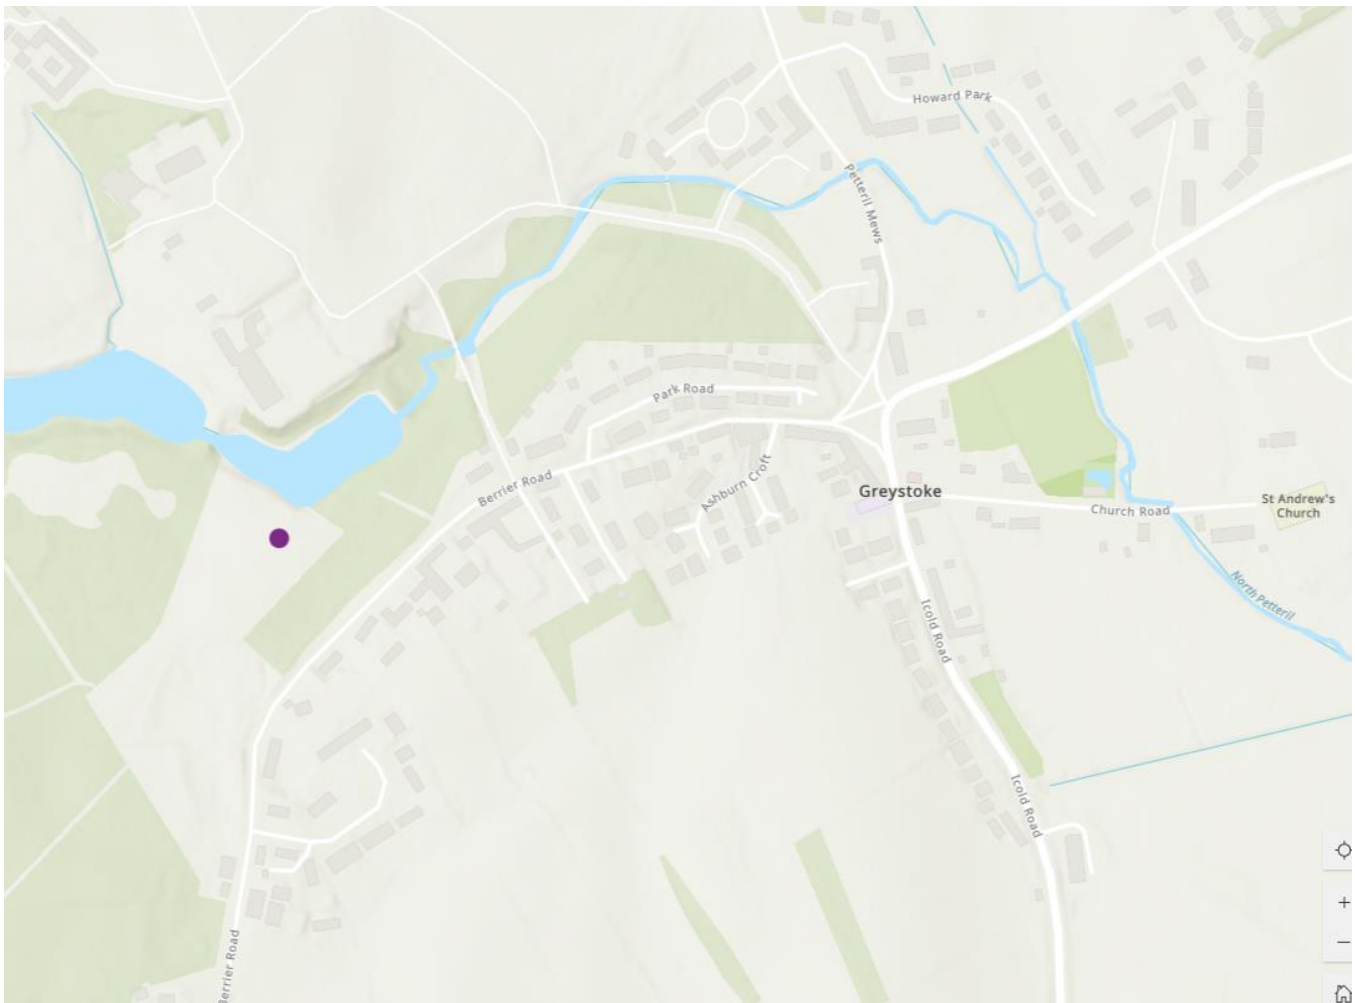 Howard Park
Petteril Mews
Park Road
Berrier Road
Ashburn Croft
Greystoke
Church Road
St Andrew's
Church
North Petteril
Icold Road
Icold Road
Berrier Road
+
−